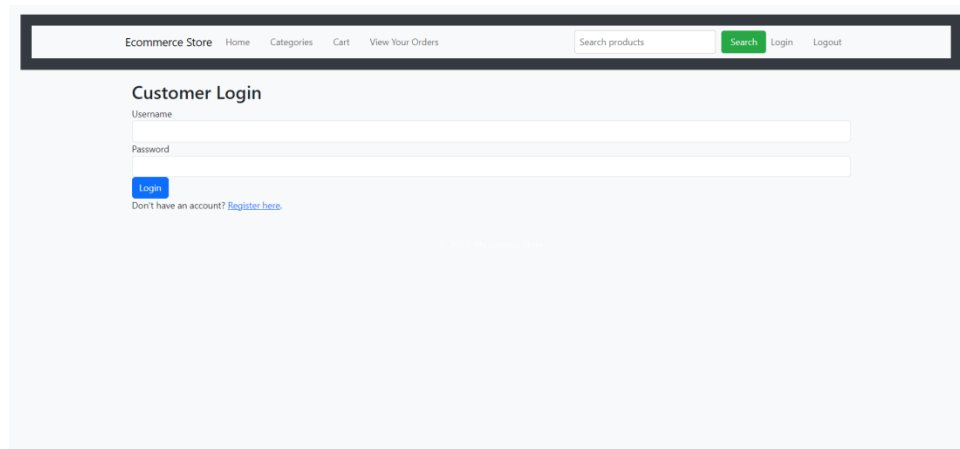 Ecommerce Store Home Categories Cart View Your Orders Search products Search Login Logout
Customer Login
Username
Password
Login
Don't have an account? Register here.